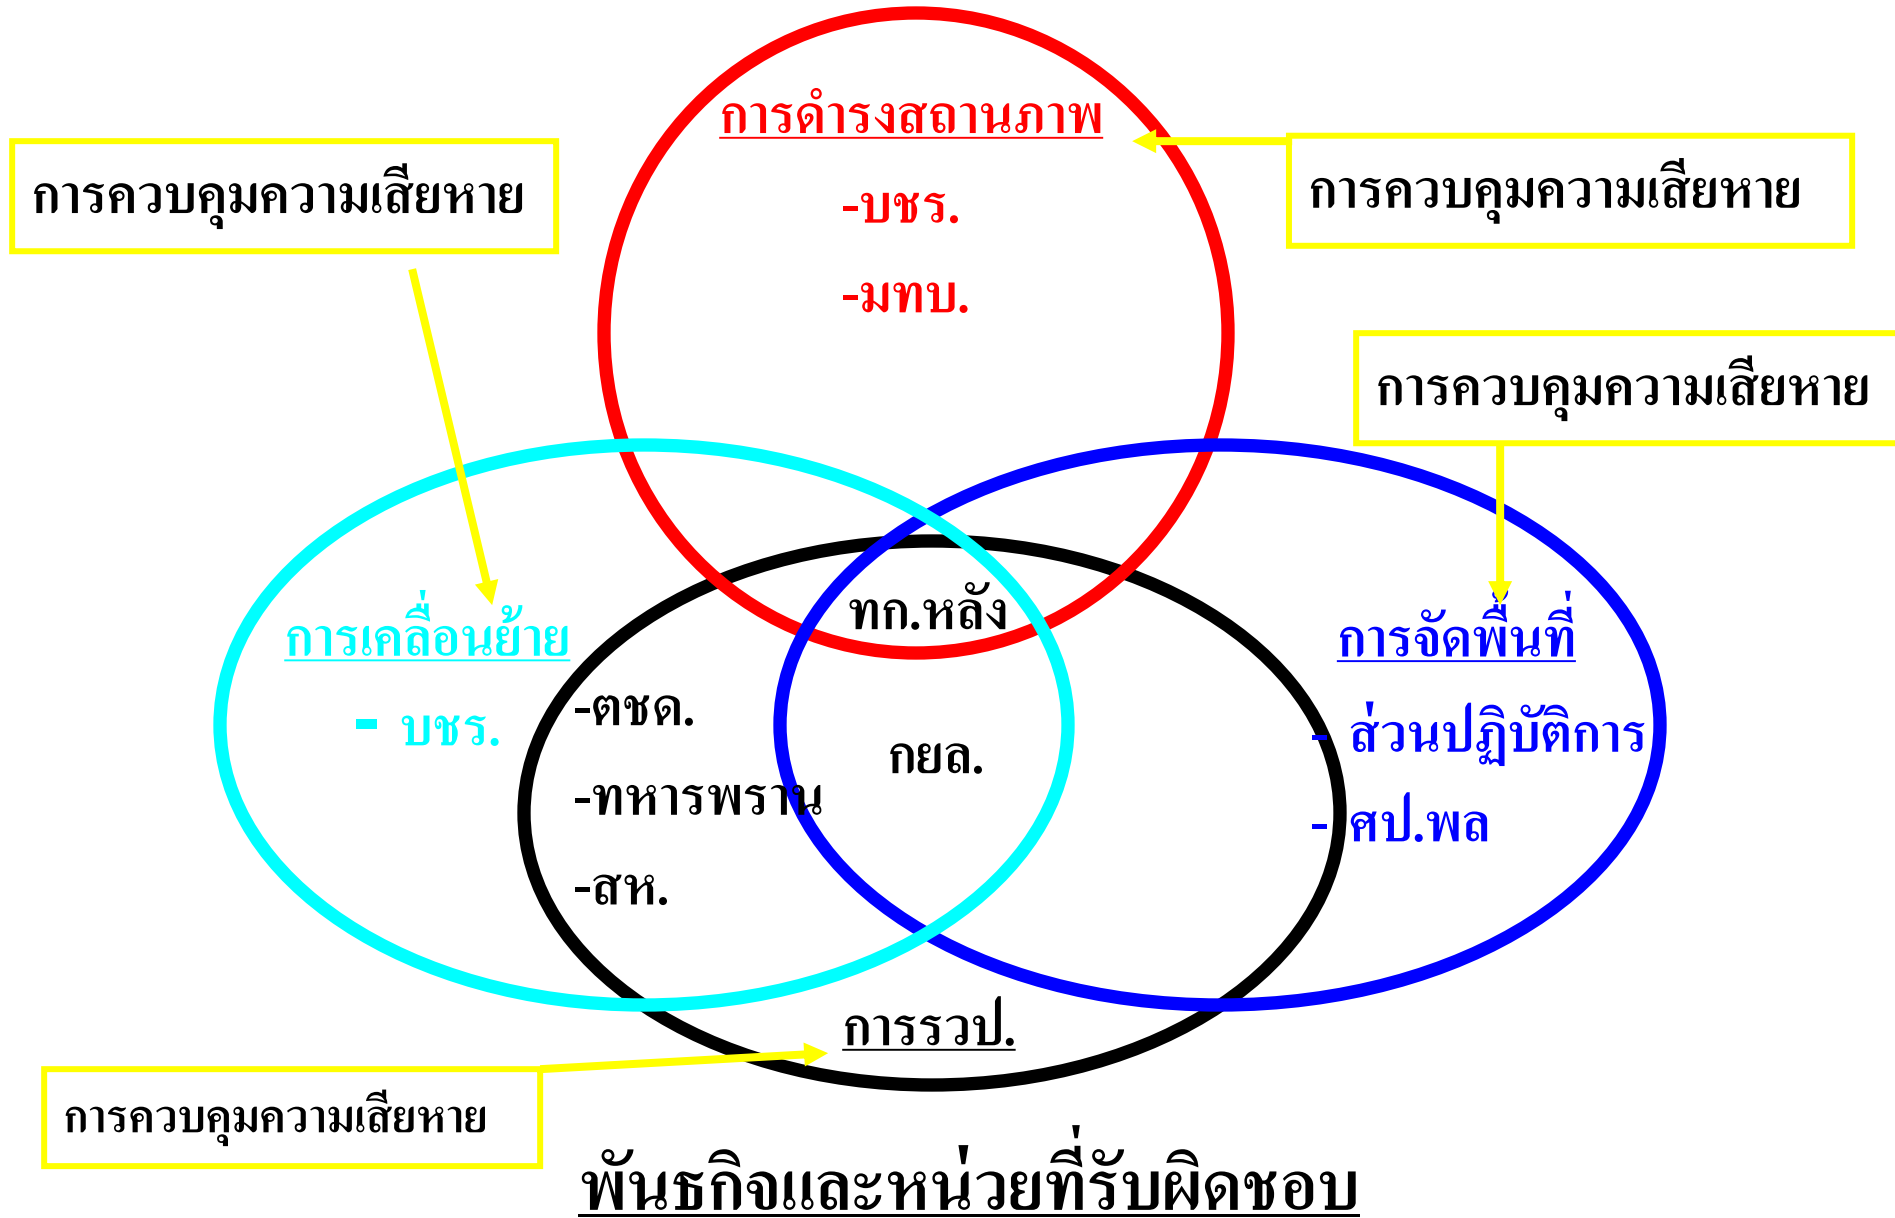 การดำรงสถานภาพ
-บชร.
-มทบ.
การควบคุมความเสียหาย
การควบคุมความเสียหาย
การควบคุมความเสียหาย
ทก.หลัง
กยล.
การเคลื่อนย้าย
- บชร.
-ตชด.
-ทหารพราน
-สห.
การจัดพื้นที่
- ส่วนปฏิบัติการ
- ศป.พล
การรวป.
การควบคุมความเสียหาย
พันธกิจและหน่วยที่รับผิดชอบ